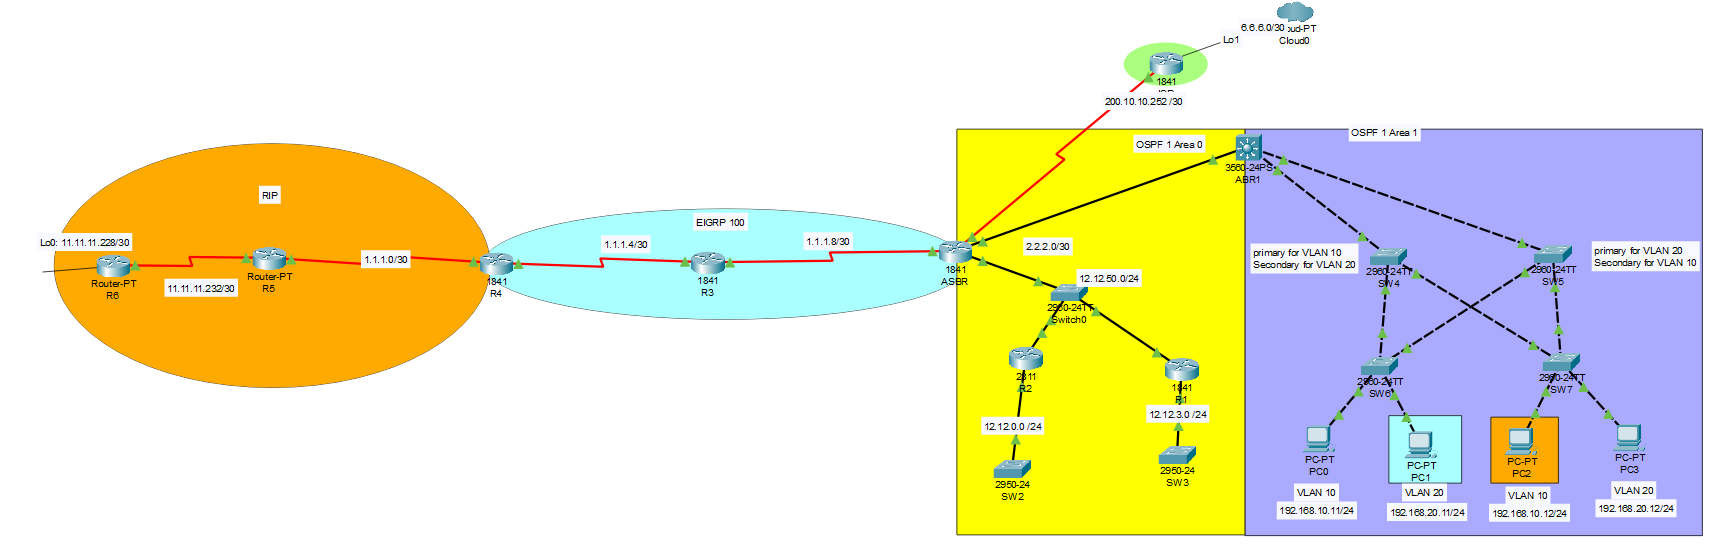 6.6.6.0/30
ud-PT
Cloud0
Lo1
1841
200.10.10.252 /30
OSPF 1 Area 1
OSPF 1 Area 0
3560-24PS
ABR1
RIP
EIGRP 100
Lo0: 11.11.11.228/30
Router-PT
R6
11.11.11.232/30
Router-PT
R5
1.1.1.0/30
1841
R4
1.1.1.4/30
1841
R3
1.1.1.8/30
1841
ASBR
2.2.2.0/30
12.12.50.0/24
Switch0
R2
12.12.0.0 /24
2950-24
SW2
1841
R1
12.12.3.0 /24
2950-24
SW3
primary for VLAN 10
Secondary for VLAN 20
2960-24TT
SW4
2960-24TT
SW5
primary for VLAN 20
Secondary for VLAN 10
2960-24TT
SW6
2960-24TT
SW7
PC-PT
PC0
VLAN 10
192.168.10.11/24
PC-PT
PC1
VLAN 20
192.168.20.11/24
PC-PT
PC2
VLAN 10
192.168.10.12/24
PC-PT
PC3
VLAN 20
192.168.20.12/24